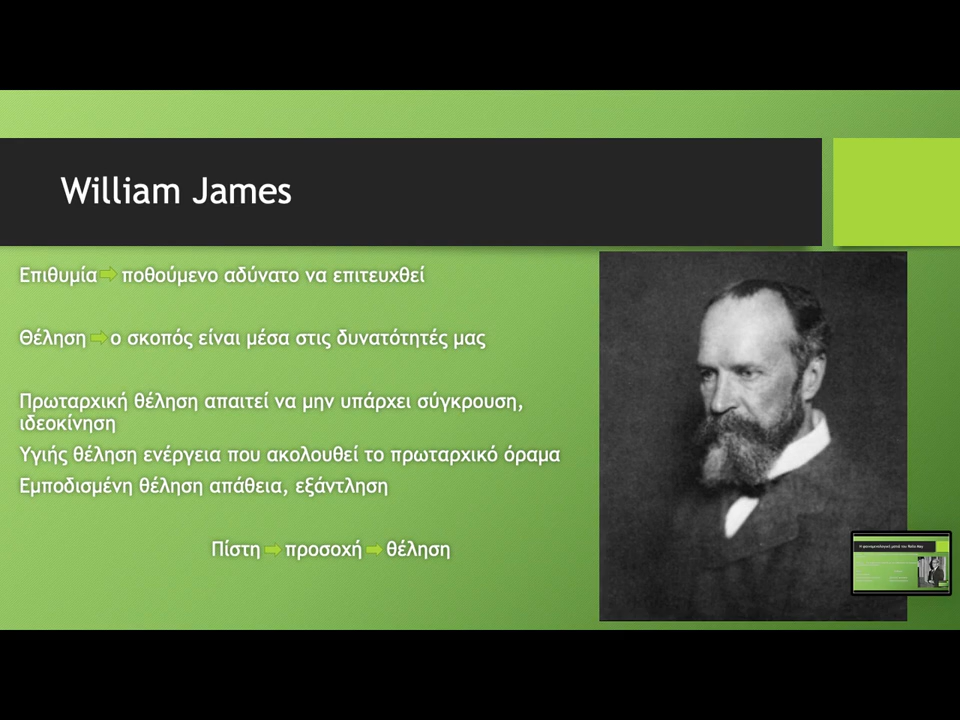 William James
Επιθυμία ➡ ποθούμενο αδύνατο να επιτευχθεί
Θέληση ➡ ο σκοπός είναι μέσα στις δυνατότητές μας
Πρωταρχική θέληση απαιτεί να μην υπάρχει σύγκρουση,
ιδεοκίνηση
Υγιής θέληση ενέργεια που ακολουθεί το πρωταρχικό όραμα
Εμποδισμένη θέληση απάθεια, εξάντληση
Πίστη ➡ προσοχή ➡ θέληση